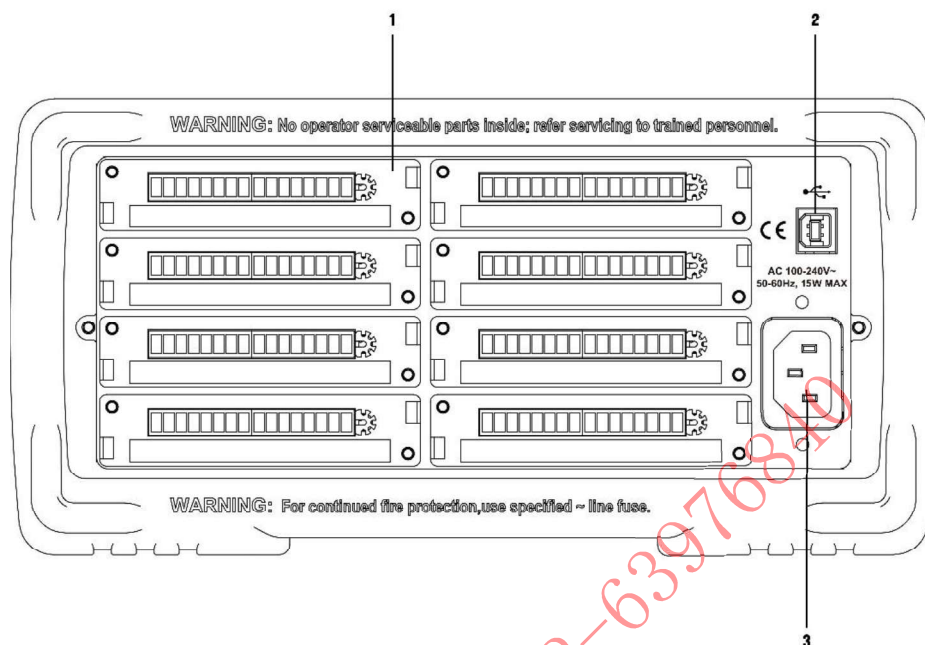 1
2
WARNING: No operator serviceable parts inside; refer servicing to trained personnel.
CE
AC 100-240V~
50-60Hz, 15W MAX
WARNING: For continued fire protection,use specified ~ line fuse.
-63976840
3